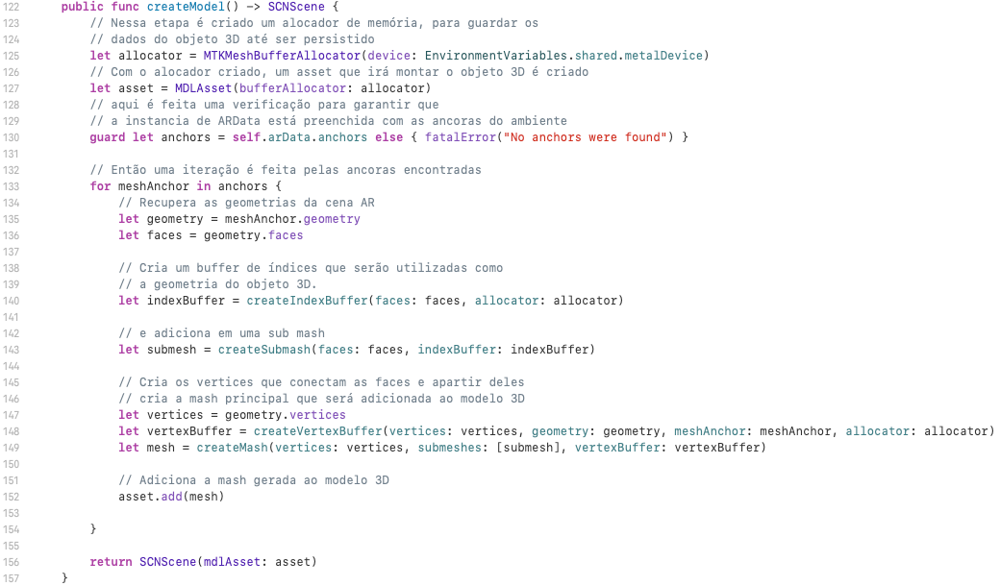 122 public func createModel() -> SCNScene {
123 // Nessa etapa é criado um alocador de memória, para guardar os
124 // dados do objeto 3D até ser persistido
125 let allocator = MTKMeshBufferAllocator(device: EnvironmentVariables.shared.metalDevice)
126 // Com o alocador criado, um asset que irá montar o objeto 3D é criado
127 let asset = MDLAsset(bufferAllocator: allocator)
128 // aqui é feita uma verificação para garantir que
129 // a instancia de ARData está preenchida com as ancoras do ambiente
130 guard let anchors = self.arData.anchors else { fatalError("No anchors were found") }
131
132 // Então uma iteração é feita pelas ancoras encontradas
133 for meshAnchor in anchors {
134 // Recupera as geometrias da cena AR
135 let geometry = meshAnchor.geometry
136 let faces = geometry.faces
137
138 // Cria um buffer de índices que serão utilizadas como
139 // a geometria do objeto 3D.
140 let indexBuffer = createIndexBuffer(faces: faces, allocator: allocator)
141
142 // e adiciona em uma sub mash
143 let submesh = createSubmash(faces: faces, indexBuffer: indexBuffer)
144
145 // Cria os vertices que conectam as faces e apartir deles
146 // cria a mash principal que será adicionada ao modelo 3D
147 let vertices = geometry.vertices
148 let vertexBuffer = createVertexBuffer(vertices: vertices, geometry: geometry, meshAnchor: meshAnchor, allocator: allocator)
149 let mesh = createMash(vertices: vertices, submeshes: [submesh], vertexBuffer: vertexBuffer)
150
151 // Adiciona a mash gerada ao modelo 3D
152 asset.add(mesh)
153
154 }
155
156 return SCNScene(mdlAsset: asset)
157 }